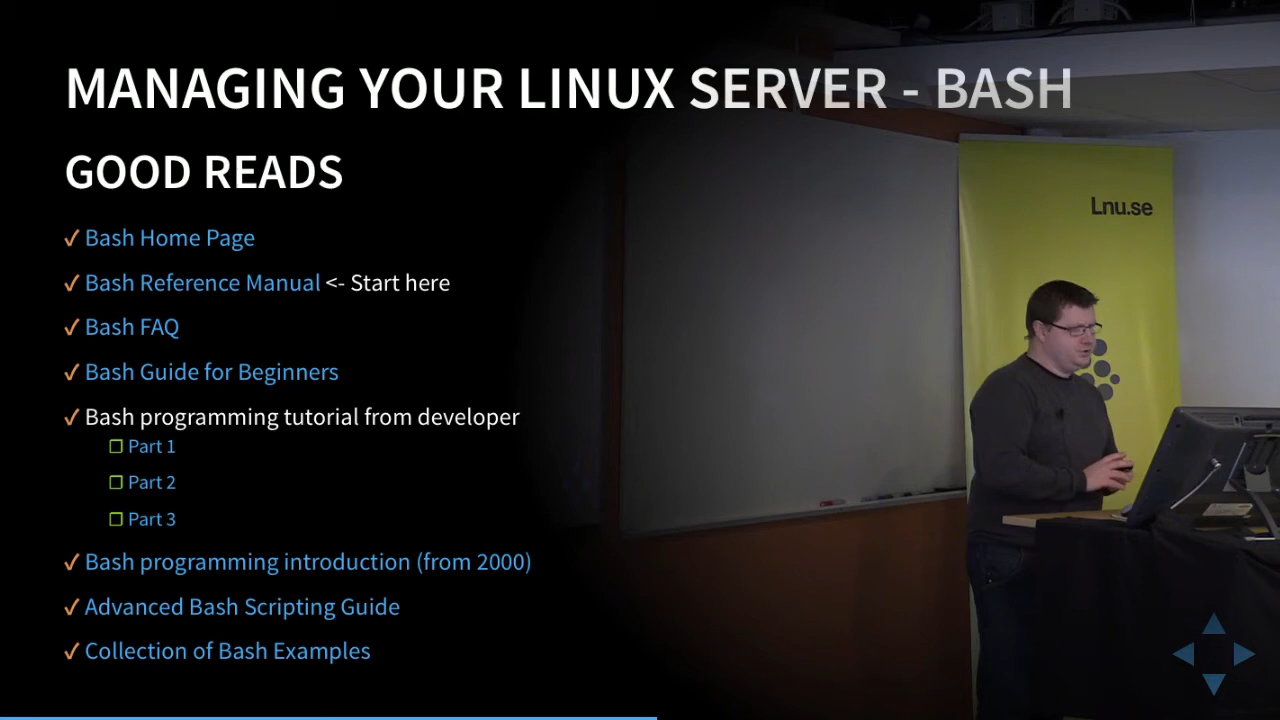 MANAGING YOUR LINUX SERVER - BASH
GOOD READS
Bash Home Page
Bash Reference Manual <- Start here
Bash FAQ
Bash Guide for Beginners
Bash programming tutorial from developer
Part 1
Part 2
Part 3
Bash programming introduction (from 2000)
Advanced Bash Scripting Guide
Collection of Bash Examples
Lnu.se